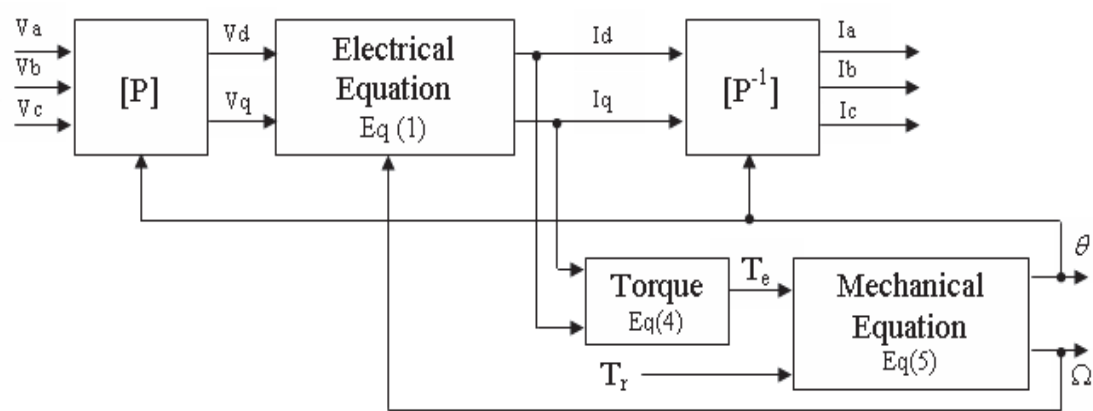 Va
Vb
Vc
[P]
Vd
Vq
Electrical
Equation
Eq (1)
Id
Iq
[P⁻¹]
Ia
Ib
Ic
Torque
Eq(4)
Tₑ
Tᵣ
Mechanical
Equation
Eq(5)
θ
Ω